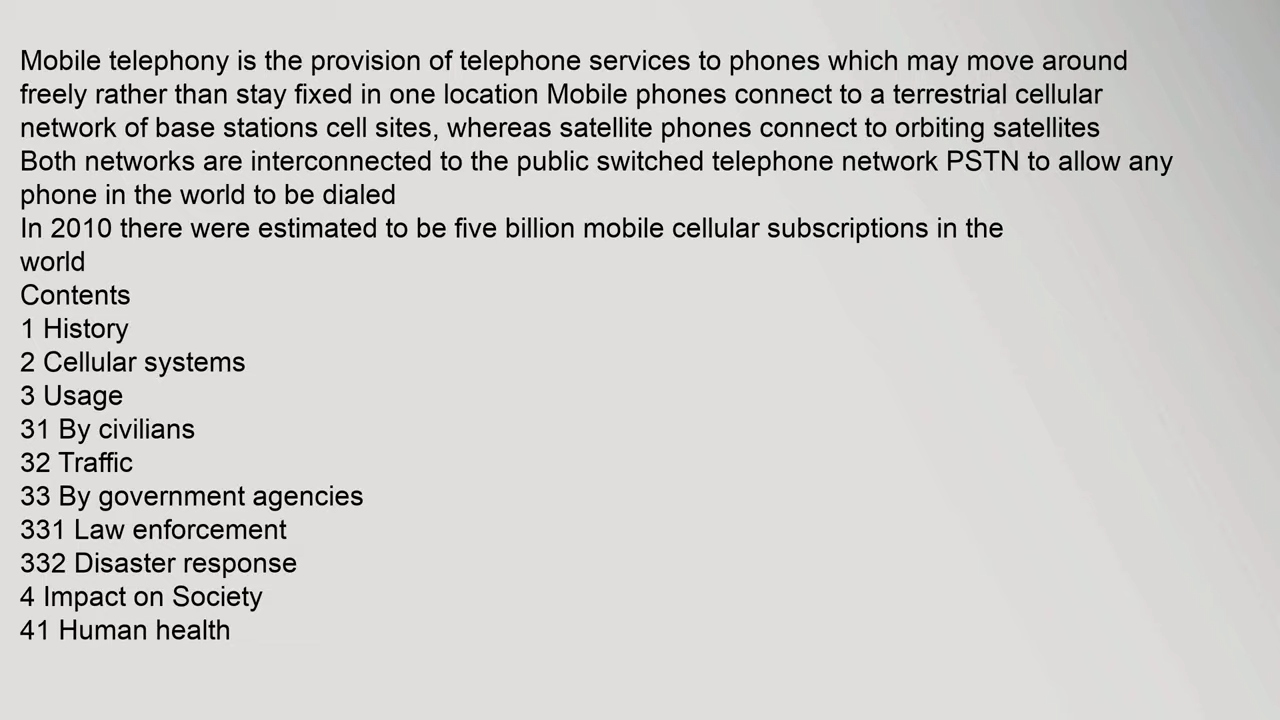 Mobile telephony is the provision of telephone services to phones which may move around
freely rather than stay fixed in one location Mobile phones connect to a terrestrial cellular
network of base stations cell sites, whereas satellite phones connect to orbiting satellites
Both networks are interconnected to the public switched telephone network PSTN to allow any
phone in the world to be dialed
In 2010 there were estimated to be five billion mobile cellular subscriptions in the
world
Contents
1 History
2 Cellular systems
3 Usage
31 By civilians
32 Traffic
33 By government agencies
331 Law enforcement
332 Disaster response
4 Impact on Society
41 Human health